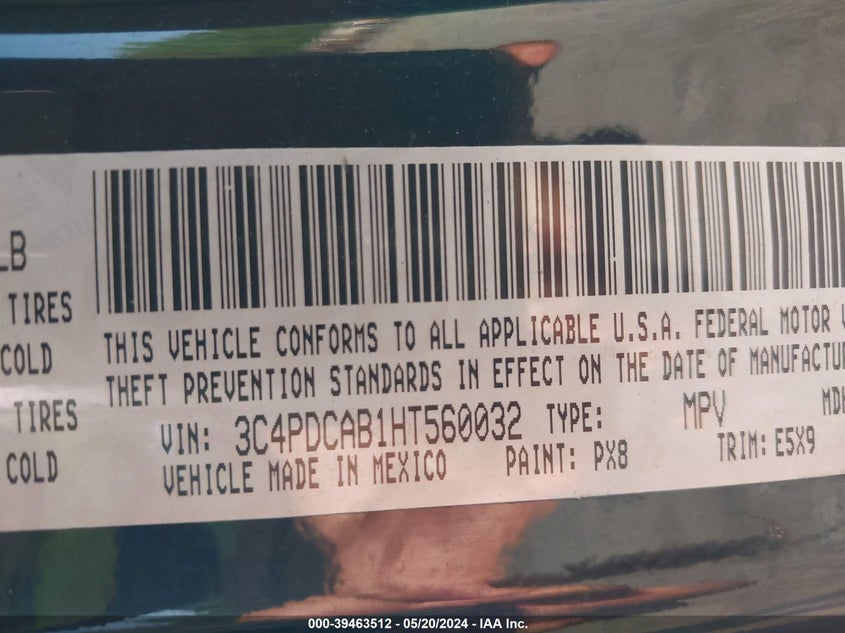 LB
TIRES
COLD
TIRES
COLD
THIS VEHICLE CONFORMS TO ALL APPLICABLE U.S.A. FEDERAL MOTOR V
THEFT PREVENTION STANDARDS IN EFFECT ON THE DATE OF MANUFACTU
VIN: 3C4PDCAB1HT560032 TYPE: MPV MDH
VEHICLE MADE IN MEXICO PAINT: PX8 TRIM: E5X9
000-39463512 - 05/20/2024 - IAA Inc.